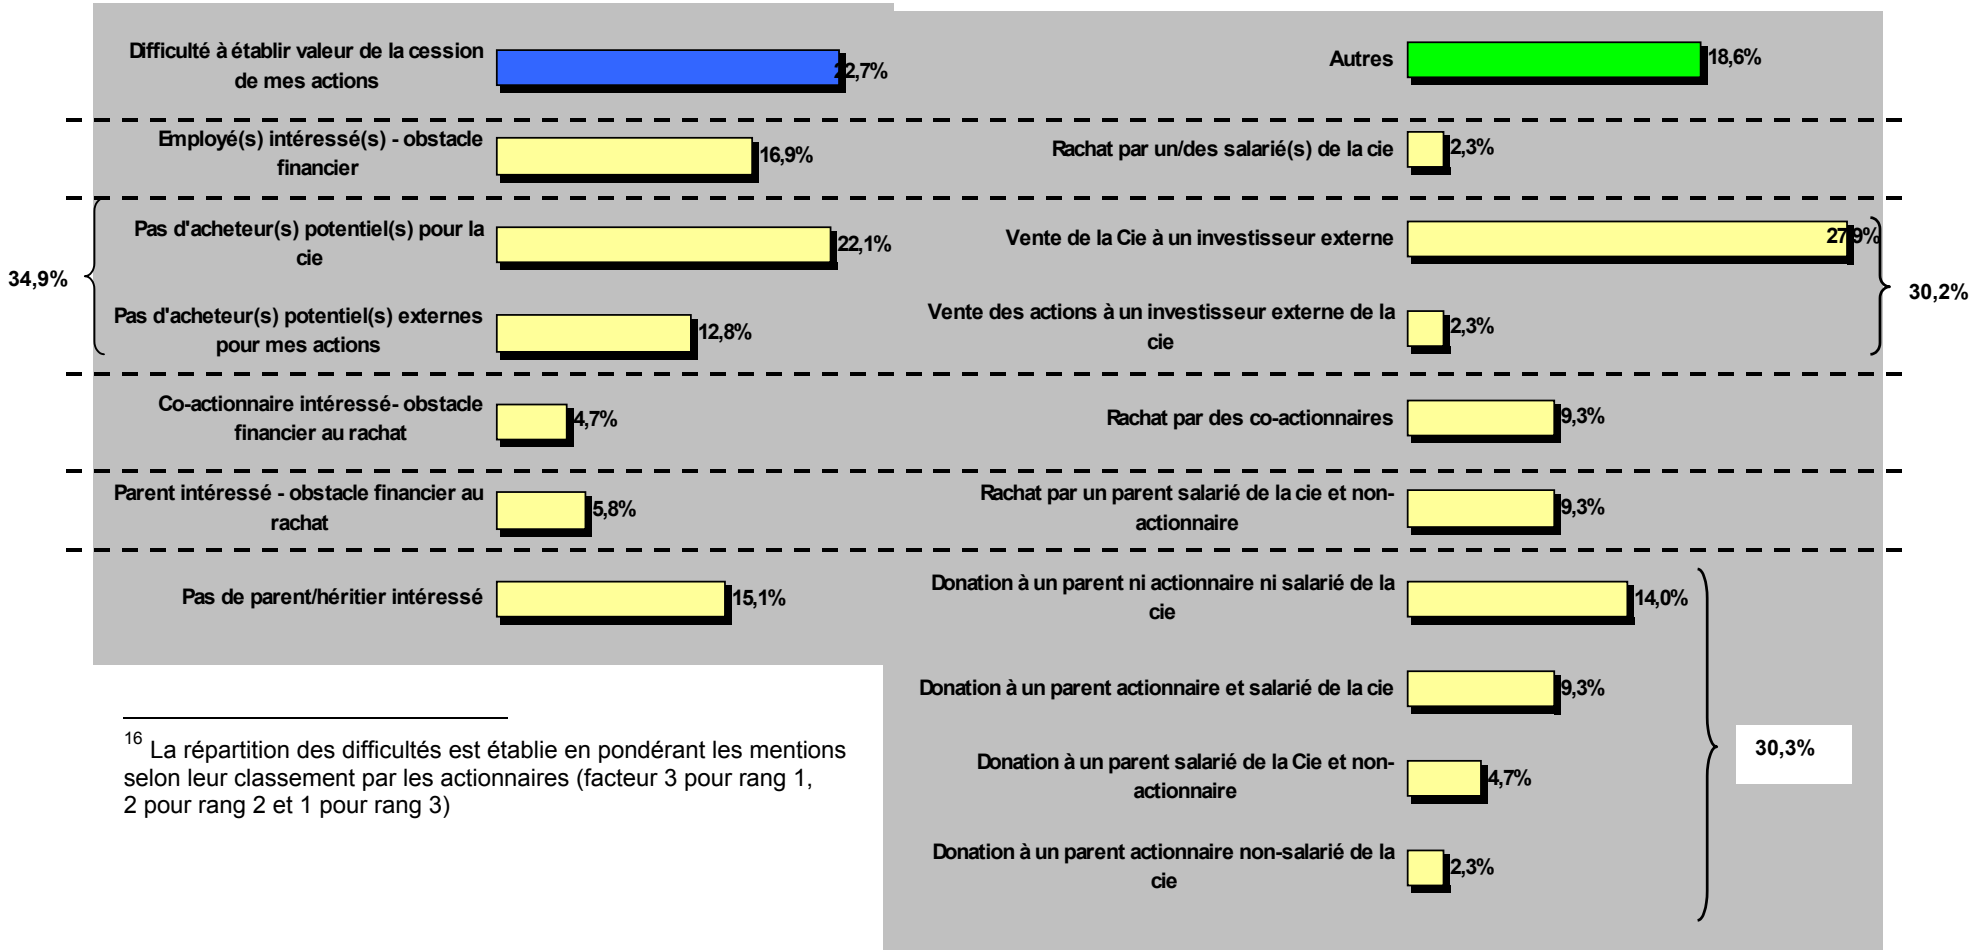 Difficulté à établir valeur de la cession
de mes actions
22,7%
Employé(s) intéressé(s) - obstacle
financier
16,9%
34,9%
Pas d'acheteur(s) potentiel(s) pour la
cie
22,1%
Pas d'acheteur(s) potentiel(s) externes
pour mes actions
12,8%
Co-actionnaire intéressé- obstacle
financier au rachat
4,7%
Parent intéressé - obstacle financier au
rachat
5,8%
Pas de parent/héritier intéressé
15,1%
Autres
18,6%
Rachat par un/des salarié(s) de la cie
2,3%
Vente de la Cie à un investisseur externe
27,9%
Vente des actions à un investisseur externe de la
cie
2,3%
30,2%
Rachat par des co-actionnaires
9,3%
Rachat par un parent salarié de la cie et non-
actionnaire
9,3%
Donation à un parent ni actionnaire ni salarié de la
cie
14,0%
Donation à un parent actionnaire et salarié de la cie
9,3%
Donation à un parent salarié de la Cie et non-
actionnaire
4,7%
Donation à un parent actionnaire non-salarié de la
cie
2,3%
30,3%
16 La répartition des difficultés est établie en pondérant les mentions
selon leur classement par les actionnaires (facteur 3 pour rang 1,
2 pour rang 2 et 1 pour rang 3)